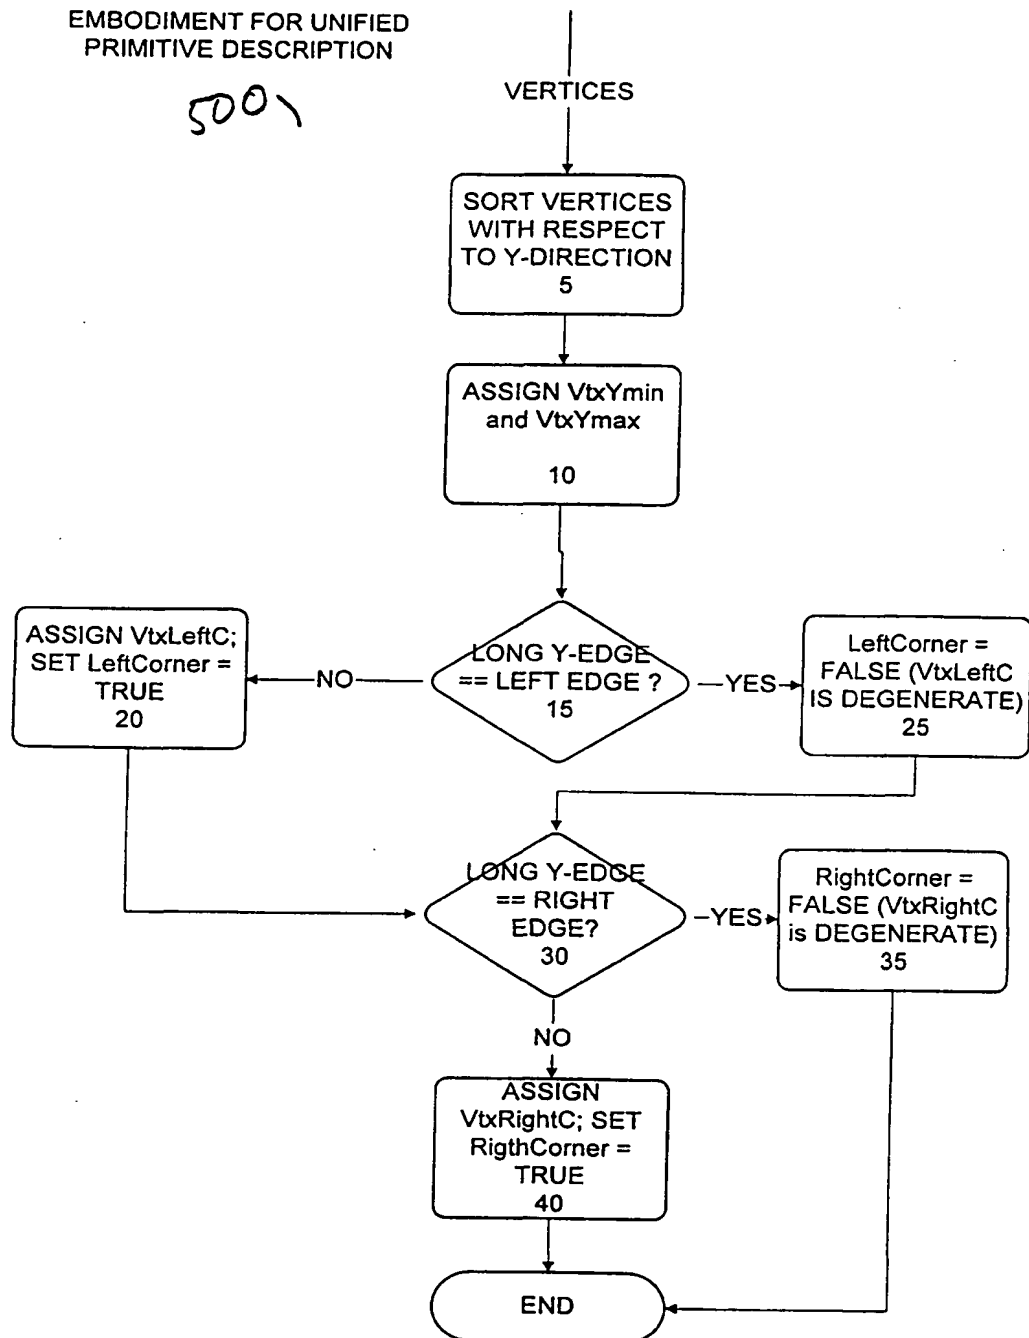 EMBODIMENT FOR UNIFIED
PRIMITIVE DESCRIPTION
500
VERTICES
SORT VERTICES
WITH RESPECT
TO Y-DIRECTION
5
ASSIGN VtxYmin
and VtxYmax
10
LONG Y-EDGE
== LEFT EDGE ?
15
NO
YES
ASSIGN VtxLeftC;
SET LeftCorner =
TRUE
20
LeftCorner =
FALSE (VtxLeftC
IS DEGENERATE)
25
LONG Y-EDGE
== RIGHT
EDGE?
30
YES
RightCorner =
FALSE (VtxRightC
is DEGENERATE)
35
NO
ASSIGN
VtxRightC; SET
RigthCorner =
TRUE
40
END